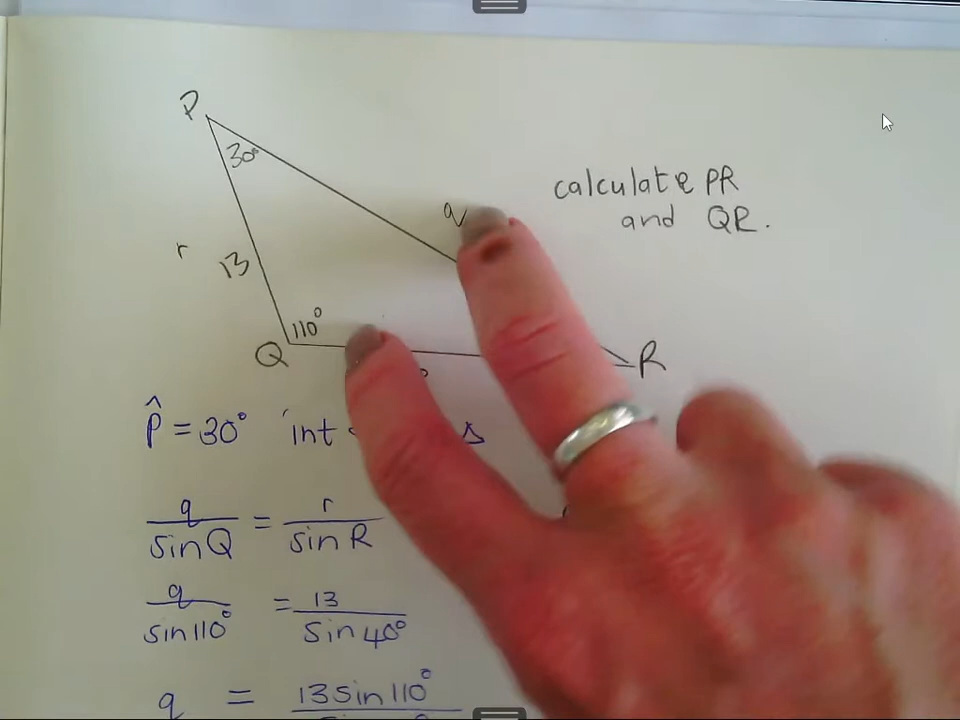 P
30°
q
calculate PR
and QR.
r
13
110°
Q
R
P̂ = 30° int
q/sinQ = r/sinR
q/sin110° = 13/sin40°
q = 13sin110°